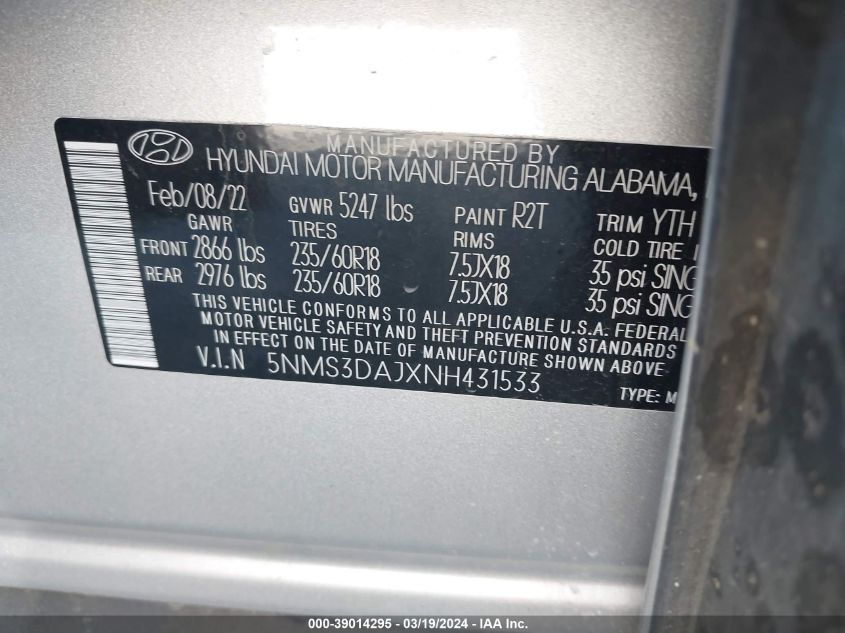 MANUFACTURED BY
HYUNDAI MOTOR MANUFACTURING ALABAMA,
Feb/08/22 GVWR 5247 lbs PAINT R2T TRIM YTH
GAWR TIRES RIMS COLD TIRE
FRONT 2866 lbs 235/60R18 7.5JX18 35 psi SING
REAR 2976 lbs 235/60R18 7.5JX18 35 psi SING
THIS VEHICLE CONFORMS TO ALL APPLICABLE U.S.A. FEDERAL
MOTOR VEHICLE SAFETY AND THEFT PREVENTION STANDARDS
IN EFFECT ON THE DATE OF MANUFACTURE SHOWN ABOVE
V.I.N 5NMS3DAJXNH431533
TYPE: M
000-39014295 - 03/19/2024 - IAA Inc.